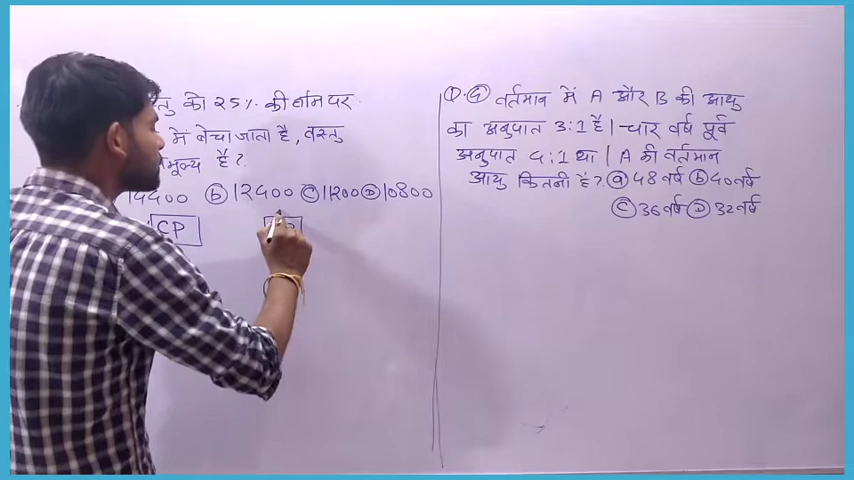 को 25% की हानि पर
में बेचा जाता है, वस्तु
मूल्य है?
14400 (b) 12400 (C) 11200 (D) 10800
CP
Q.G वर्तमान में A और B की आयु
का अनुपात 3:1 है| चार वर्ष पूर्व
अनुपात 4:1 था | A की वर्तमान
आयु कितनी है? (a) 48 वर्ष (b) 40 वर्ष
(C) 36 वर्ष (D) 32 वर्ष